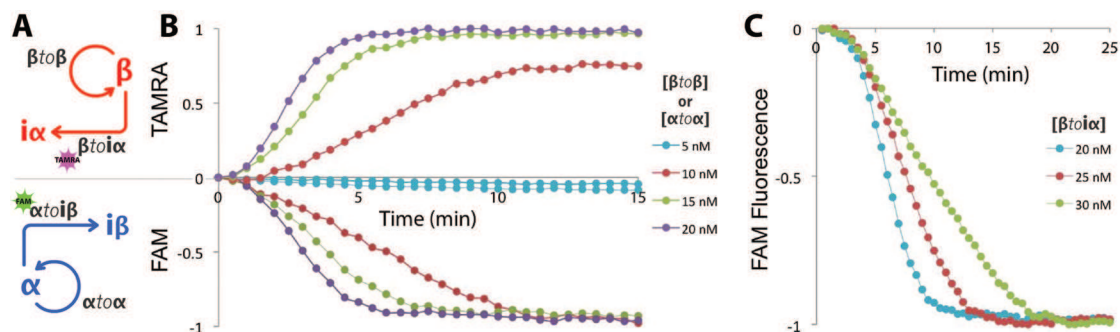 A
βtoβ
β
iα
βtoiα
TAMRA
FAM
αtoiβ
iβ
α
αtoα
B
TAMRA
FAM
1
0.5
0
-0.5
-1
5
10
15
Time (min)
[βtoβ]
or
[αtoα]
5 nM
10 nM
15 nM
20 nM
C
FAM Fluorescence
0
-0.5
-1
0
5
10
15
20
25
Time (min)
[βtoiα]
20 nM
25 nM
30 nM